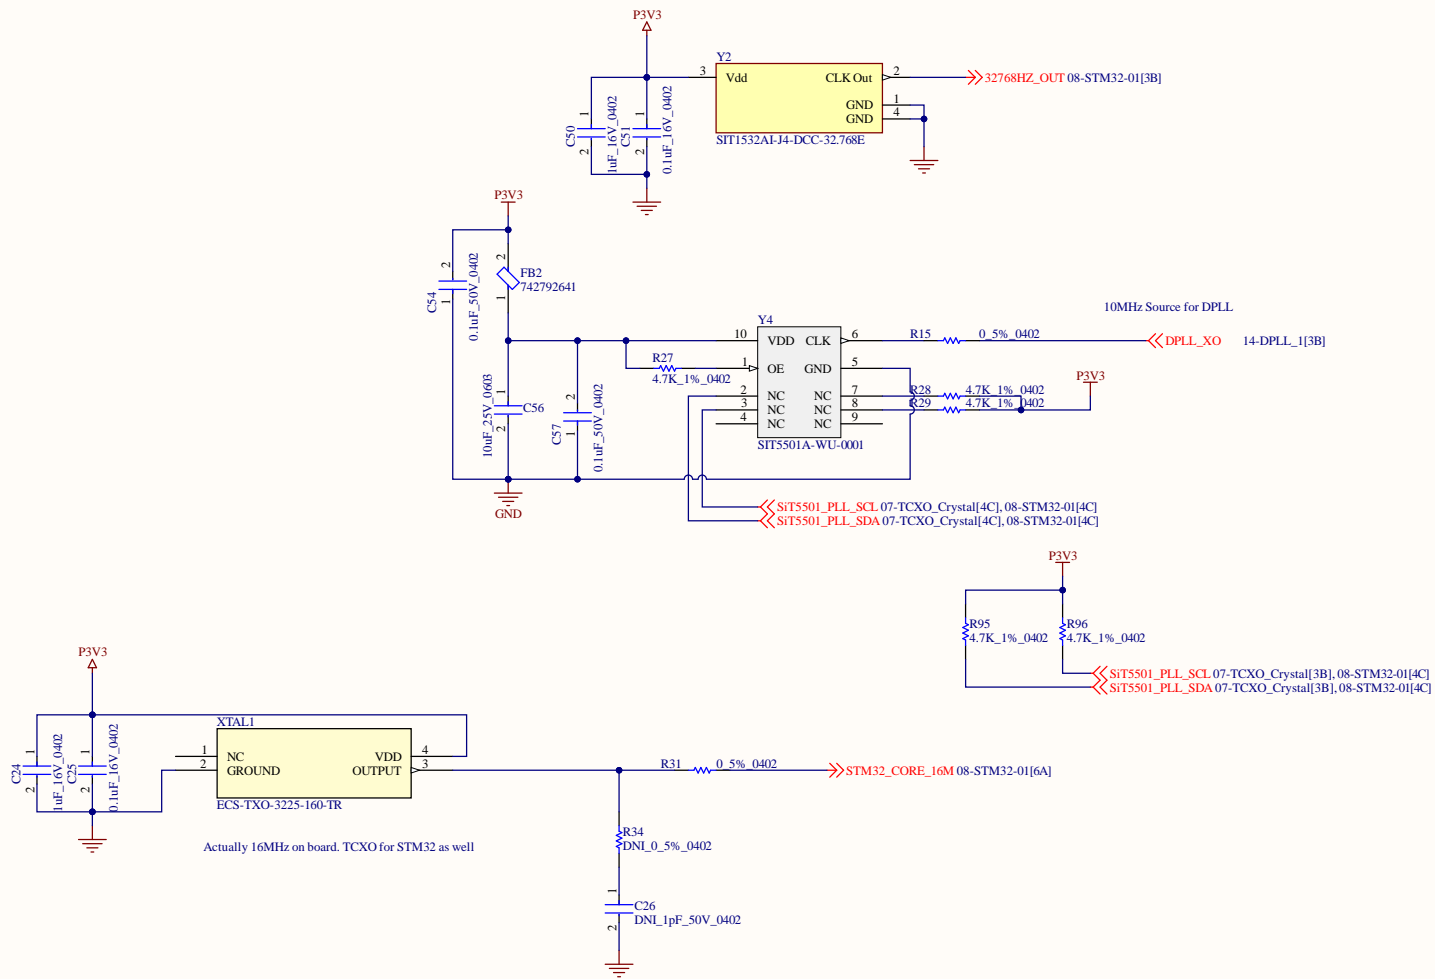 P3V3
Y2
3 Vdd CLK Out 2
32768HZ_OUT 08-STM32-01[3B]
GND 1
GND 4
SIT1532AI-J4-DCC-32.768E
C50 1 2 1uF_16V_0402
C51 1 2 0.1uF_16V_0402
P3V3
C54 2 1 0.1uF_50V_0402
2 1 FB2
742792641
10MHz Source for DPLL
Y4
10 VDD CLK 6
R15 0_5%_0402
DPLL_XO 14-DPLL_1[3B]
R27
4.7K_1%_0402
1 OE GND 5
2 NC NC 7
R28 4.7K_1%_0402
3 NC NC 8
R29 4.7K_1%_0402
4 NC NC 9
P3V3
SIT5501A-WU-0001
10uF_25V_0603 1 2 C56
C57 2 1 0.1uF_50V_0402
GND
SiT5501_PLL_SCL 07-TCXO_Crystal[4C], 08-STM32-01[4C]
SiT5501_PLL_SDA 07-TCXO_Crystal[4C], 08-STM32-01[4C]
P3V3
R95
4.7K_1%_0402
R96
4.7K_1%_0402
SiT5501_PLL_SCL 07-TCXO_Crystal[3B], 08-STM32-01[4C]
SiT5501_PLL_SDA 07-TCXO_Crystal[3B], 08-STM32-01[4C]
P3V3
C24 1 2 1uF_16V_0402
C25 1 2 0.1uF_16V_0402
XTAL1
1 NC VDD 4
2 GROUND OUTPUT 3
ECS-TXO-3225-160-TR
R31 0_5%_0402
STM32_CORE_16M 08-STM32-01[6A]
Actually 16MHz on board. TCXO for STM32 as well
R34
DNI_0_5%_0402
1 2 C26
DNI_1pF_50V_0402